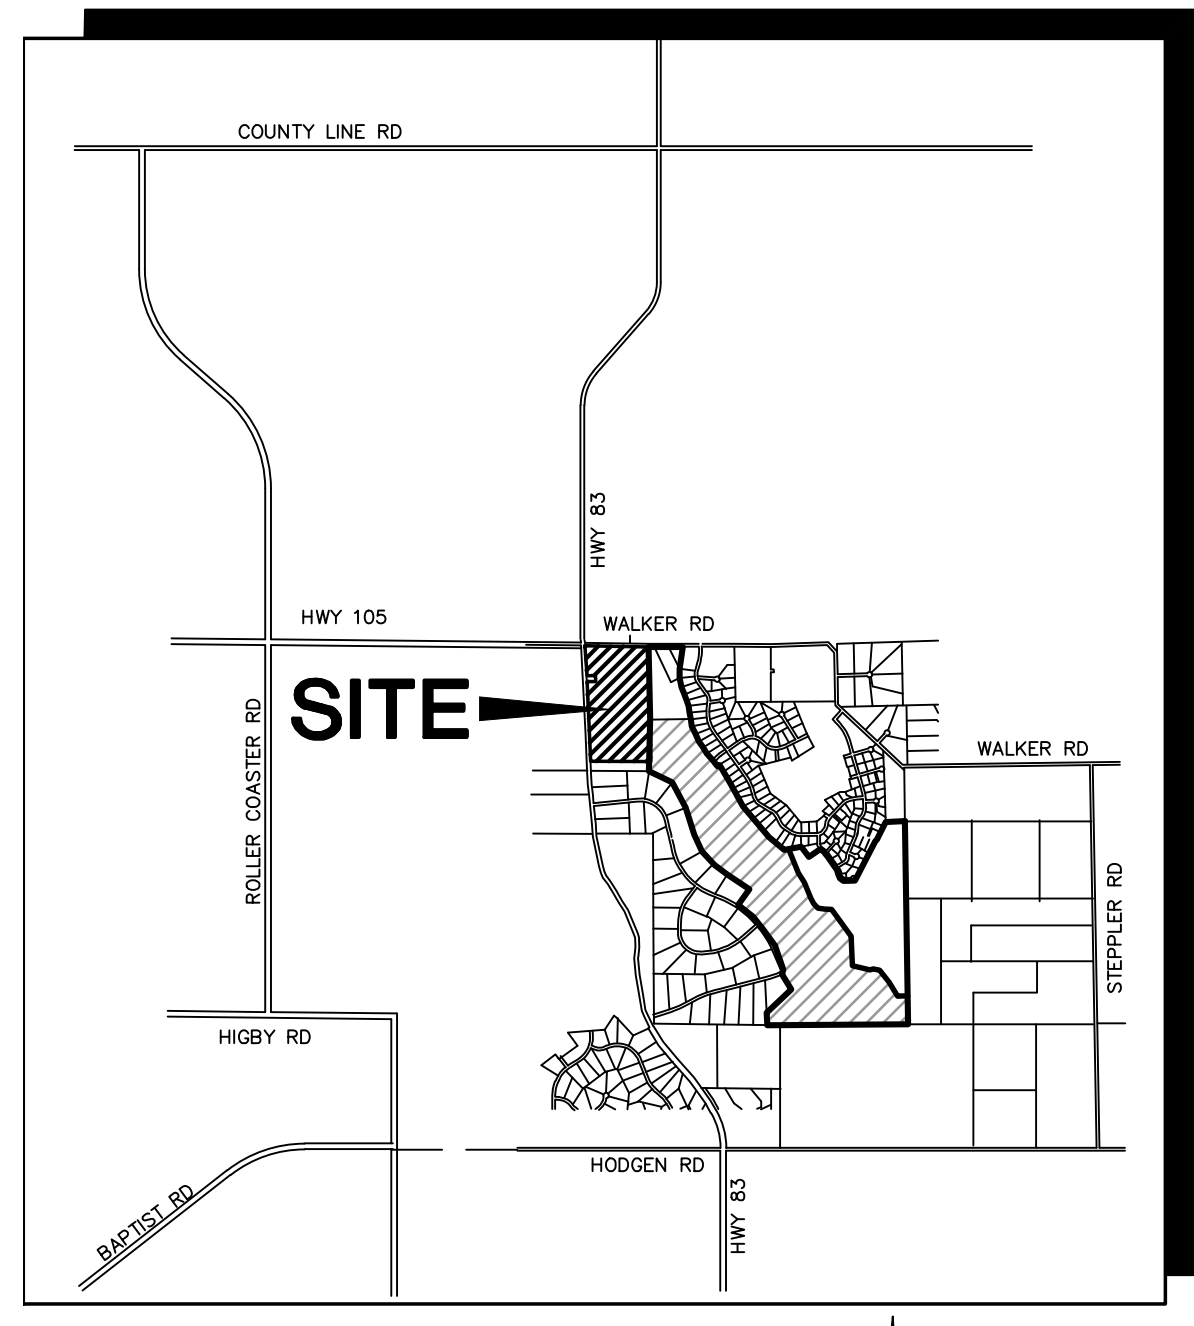 COUNTY LINE RD
HWY 83
HWY 105
WALKER RD
SITE
ROLLER COASTER RD
WALKER RD
STEPPLER RD
HIGBY RD
HODGEN RD
BAPTIST RD
HWY 83